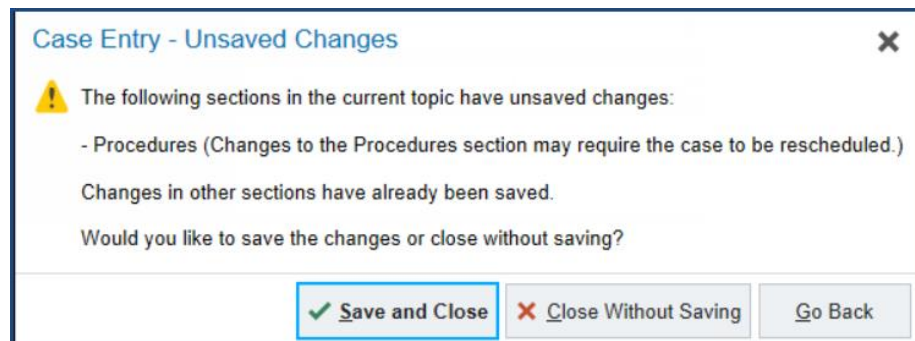 Case Entry - Unsaved Changes
The following sections in the current topic have unsaved changes:
- Procedures (Changes to the Procedures section may require the case to be rescheduled.)
Changes in other sections have already been saved.
Would you like to save the changes or close without saving?
Save and Close Close Without Saving Go Back